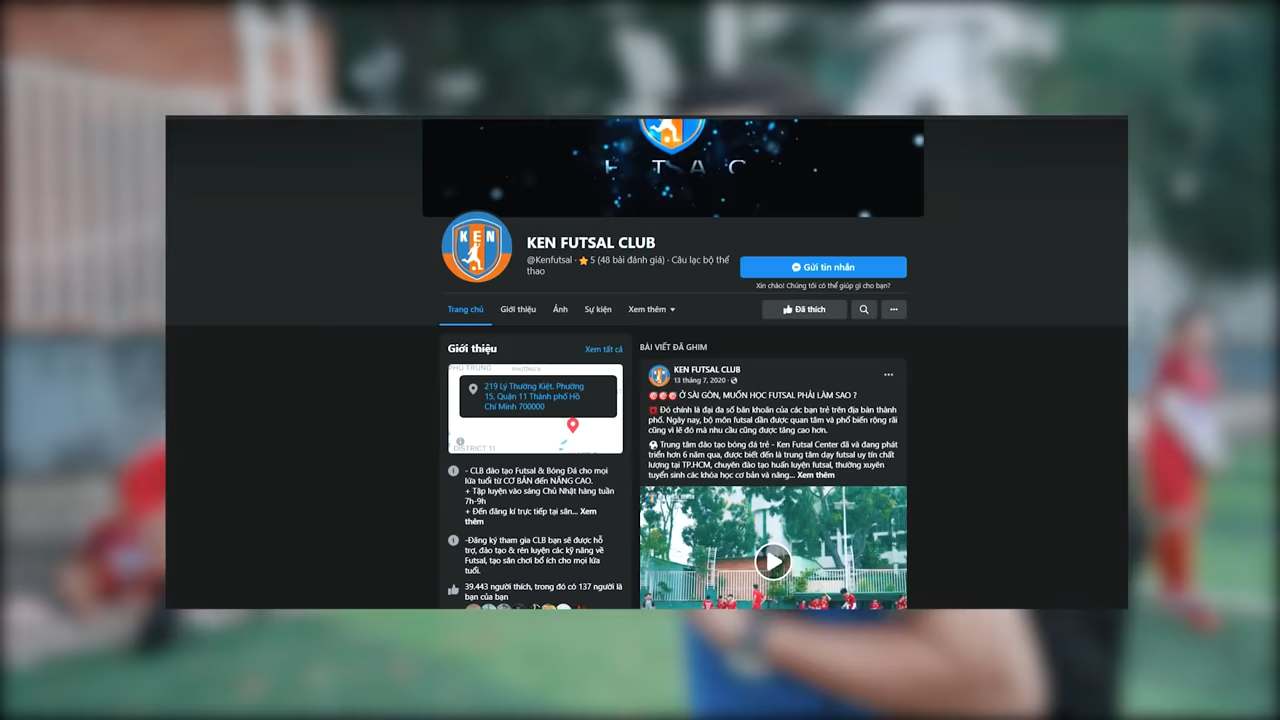 KEN
KEN FUTSAL CLUB
@Kenfutsal · 5 (48 bài đánh giá) · Câu lạc bộ thể
thao
Gửi tin nhắn
Xin chào! Chúng tôi có thể giúp gì cho bạn?
Trang chủ
Giới thiệu
Ảnh
Sự kiện
Xem thêm
Đã thích
Giới thiệu
Xem tất cả
PHÚ TRUNG
219 Lý Thường Kiệt. Phường
15, Quận 11 Thành phố Hồ
Chí Minh 700000
DISTRICT 11
- CLB đào tạo Futsal & Bóng Đá cho mọi
lứa tuổi từ CƠ BẢN đến NÂNG CAO.
+ Tập luyện vào sáng Chủ Nhật hàng tuần
7h-9h
+ Đến đăng kí trực tiếp tại sân... Xem
thêm
-Đăng ký tham gia CLB bạn sẽ được hỗ
trợ, đào tạo & rèn luyện các kỹ năng về
Futsal, tạo sân chơi bổ ích cho mọi lứa
tuổi.
39.443 người thích, trong đó có 137 người là
bạn của bạn
BÀI VIẾT ĐÃ GHIM
KEN FUTSAL CLUB
13 tháng 7, 2020 ·
Ở SÀI GÒN, MUỐN HỌC FUTSAL PHẢI LÀM SAO ?
Đó chính là đại đa số băn khoăn của các bạn trẻ trên địa bàn thành
phố. Ngày nay, bộ môn futsal dần được quan tâm và phổ biến rộng rãi
cũng vì lẽ đó mà nhu cầu cũng được tăng cao hơn.
Trung tâm đào tạo bóng đá trẻ - Ken Futsal Center đã và đang phát
triển hơn 6 năm qua, được biết đến là trung tâm dạy futsal uy tín chất
lượng tại TP.HCM, chuyên đào tạo huấn luyện futsal, thường xuyên
tuyển sinh các khóa học cơ bản và nâng... Xem thêm